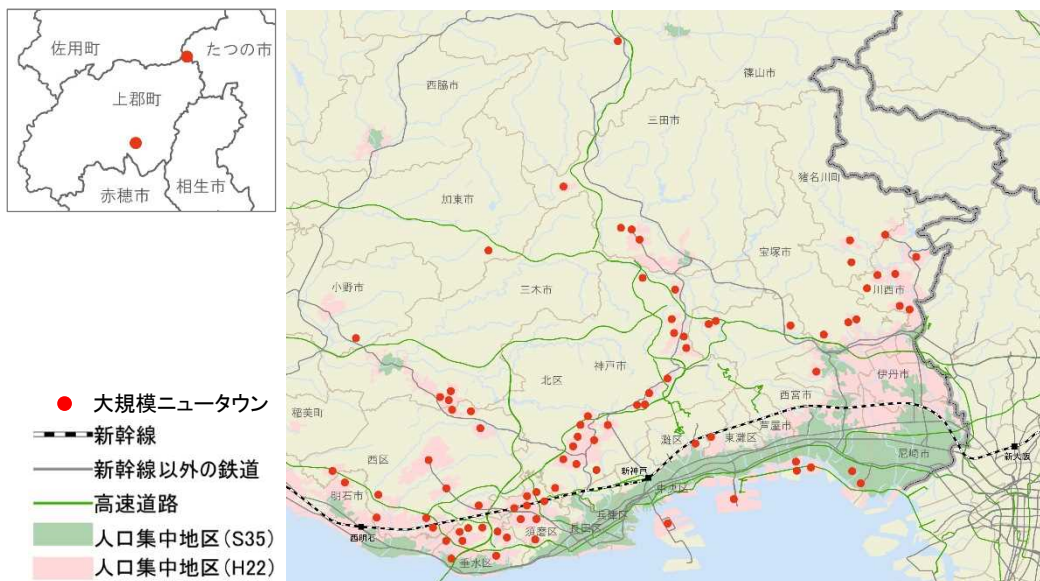 佐用町
たつの市
上郡町
赤穂市
相生市
大規模ニュータウン
新幹線
新幹線以外の鉄道
高速道路
人口集中地区(S35)
人口集中地区(H22)
西脇市
篠山市
三田市
猪名川町
加東市
宝塚市
川西市
小野市
三木市
神戸市
北区
伊丹市
稲美町
西宮市
芦屋市
灘区
東灘区
西区
尼崎市
新大阪
新神戸
中央区
明石市
兵庫区
長田区
須磨区
西明石
垂水区